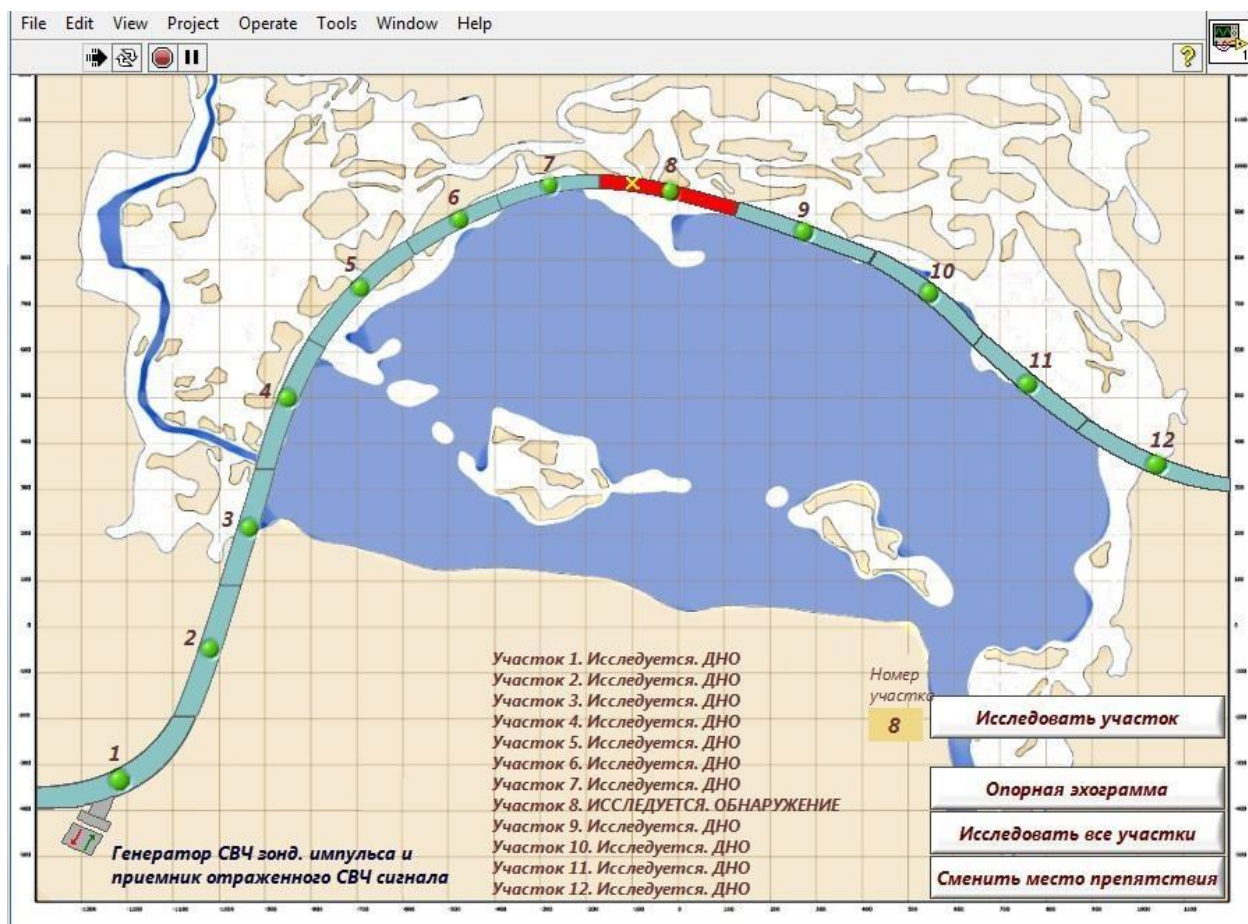 File Edit View Project Operate Tools Window Help
1
7
8
6
9
5
10
4
11
12
3
2
1
Участок 1. Исследуется. ДНО
Участок 2. Исследуется. ДНО
Участок 3. Исследуется. ДНО
Участок 4. Исследуется. ДНО
Участок 5. Исследуется. ДНО
Участок 6. Исследуется. ДНО
Участок 7. Исследуется. ДНО
Участок 8. ИССЛЕДУЕТСЯ. ОБНАРУЖЕНИЕ
Участок 9. Исследуется. ДНО
Участок 10. Исследуется. ДНО
Участок 11. Исследуется. ДНО
Участок 12. Исследуется. ДНО
Номер
участка
8
Исследовать участок
Опорная эхограмма
Исследовать все участки
Сменить место препятствия
Генератор СВЧ зонд. импульса и
приемник отраженного СВЧ сигнала